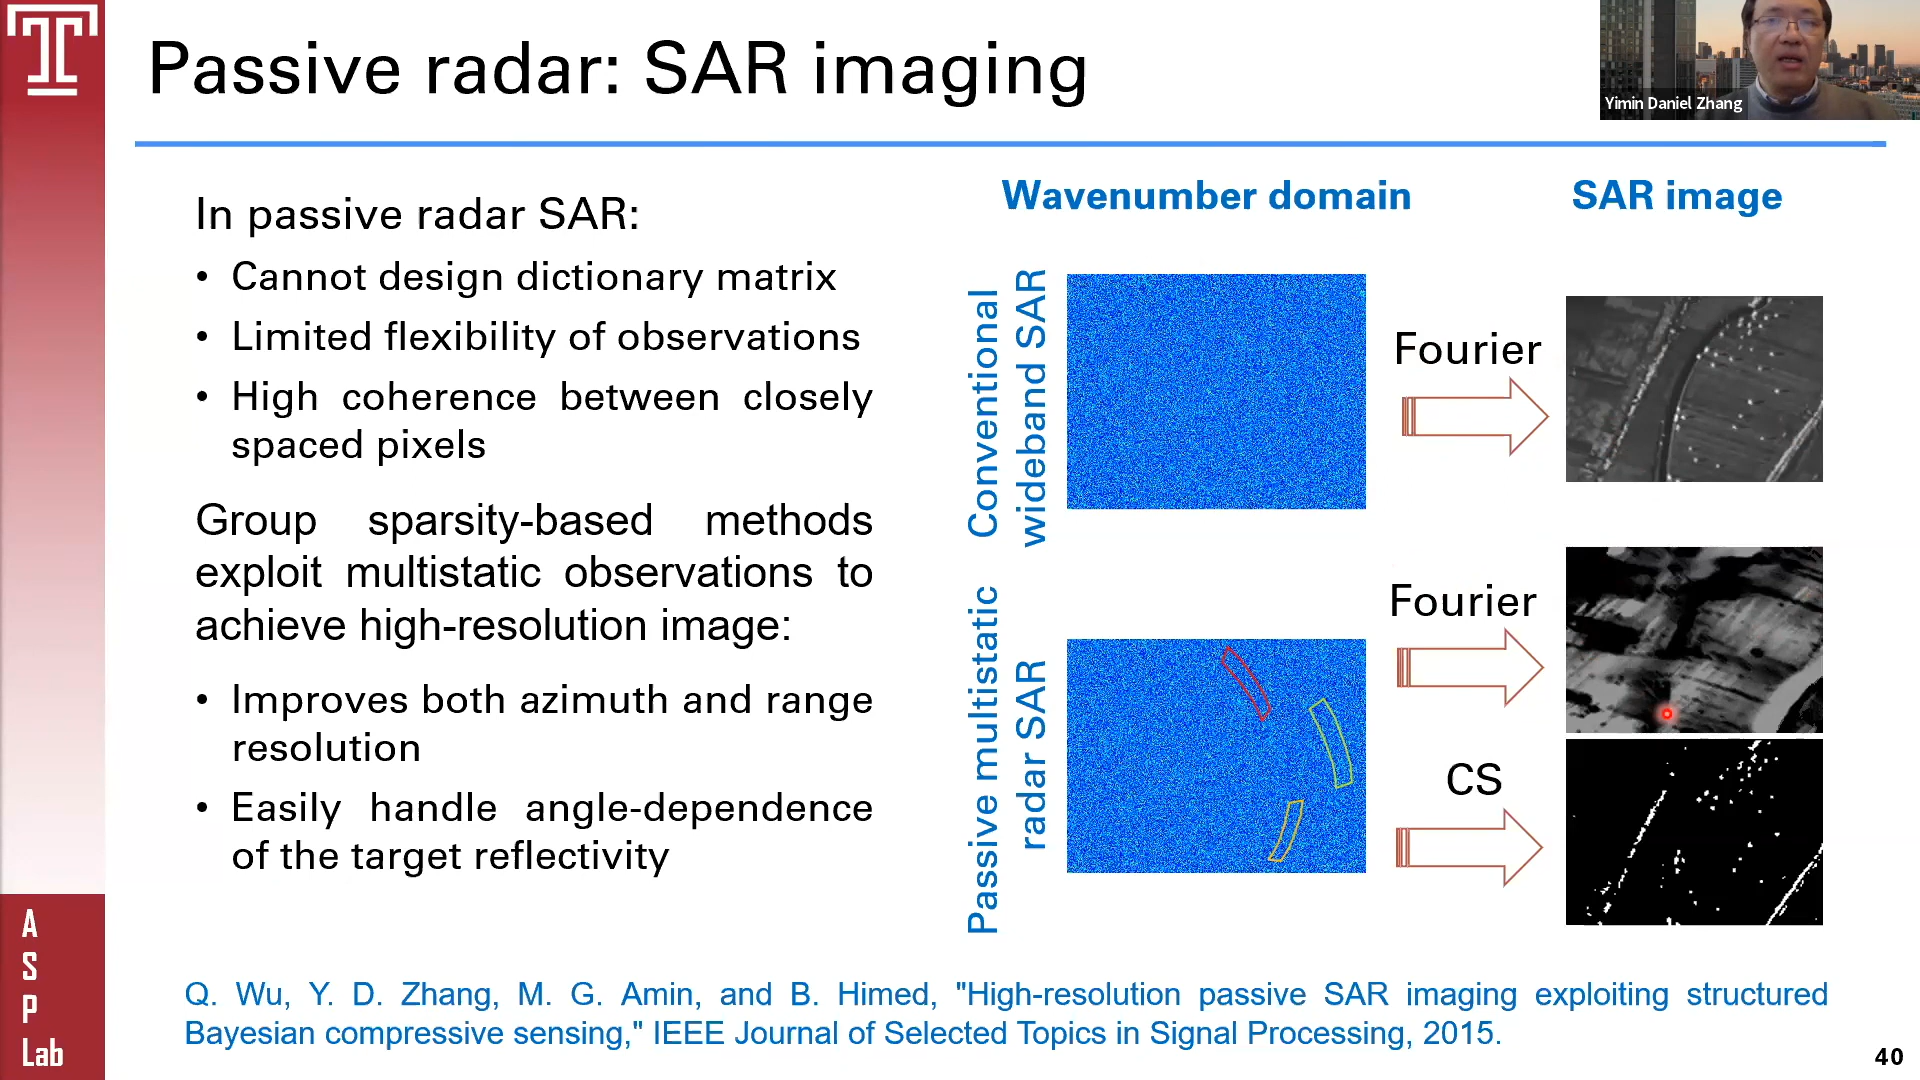 Passive radar: SAR imaging
Yimin Daniel Zhang
In passive radar SAR:
• Cannot design dictionary matrix
• Limited flexibility of observations
• High coherence between closely
spaced pixels
Group sparsity-based methods
exploit multistatic observations to
achieve high-resolution image:
• Improves both azimuth and range
resolution
• Easily handle angle-dependence
of the target reflectivity
Wavenumber domain
SAR image
Conventional
wideband SAR
Fourier
Passive multistatic
radar SAR
Fourier
CS
Q. Wu, Y. D. Zhang, M. G. Amin, and B. Himed, "High-resolution passive SAR imaging exploiting structured
Bayesian compressive sensing," IEEE Journal of Selected Topics in Signal Processing, 2015.
A
S
P
Lab
40